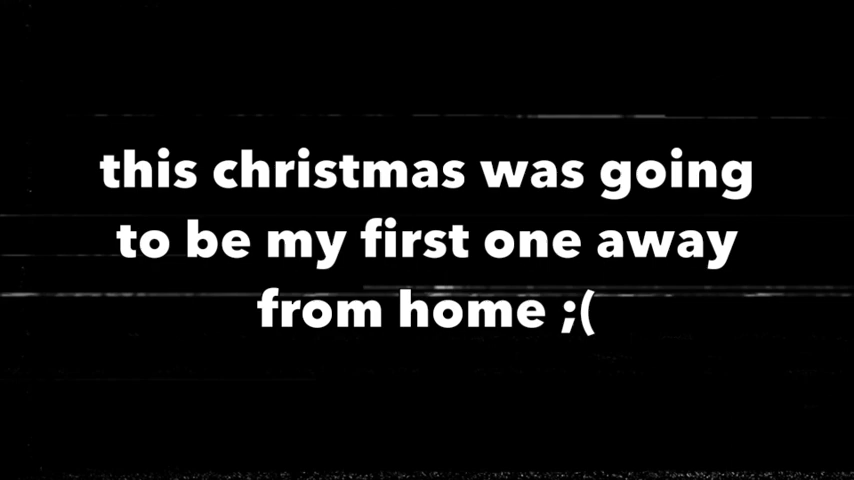 this christmas was going
to be my first one away
from home ;(